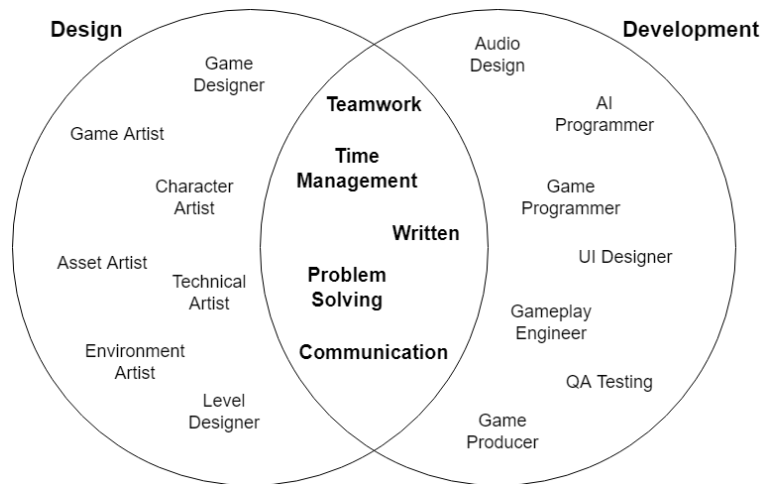 Design
Development
Game
Designer
Game Artist
Character
Artist
Asset Artist
Technical
Artist
Environment
Artist
Level
Designer
Teamwork
Time
Management
Written
Problem
Solving
Communication
Audio
Design
AI
Programmer
Game
Programmer
UI Designer
Gameplay
Engineer
QA Testing
Game
Producer